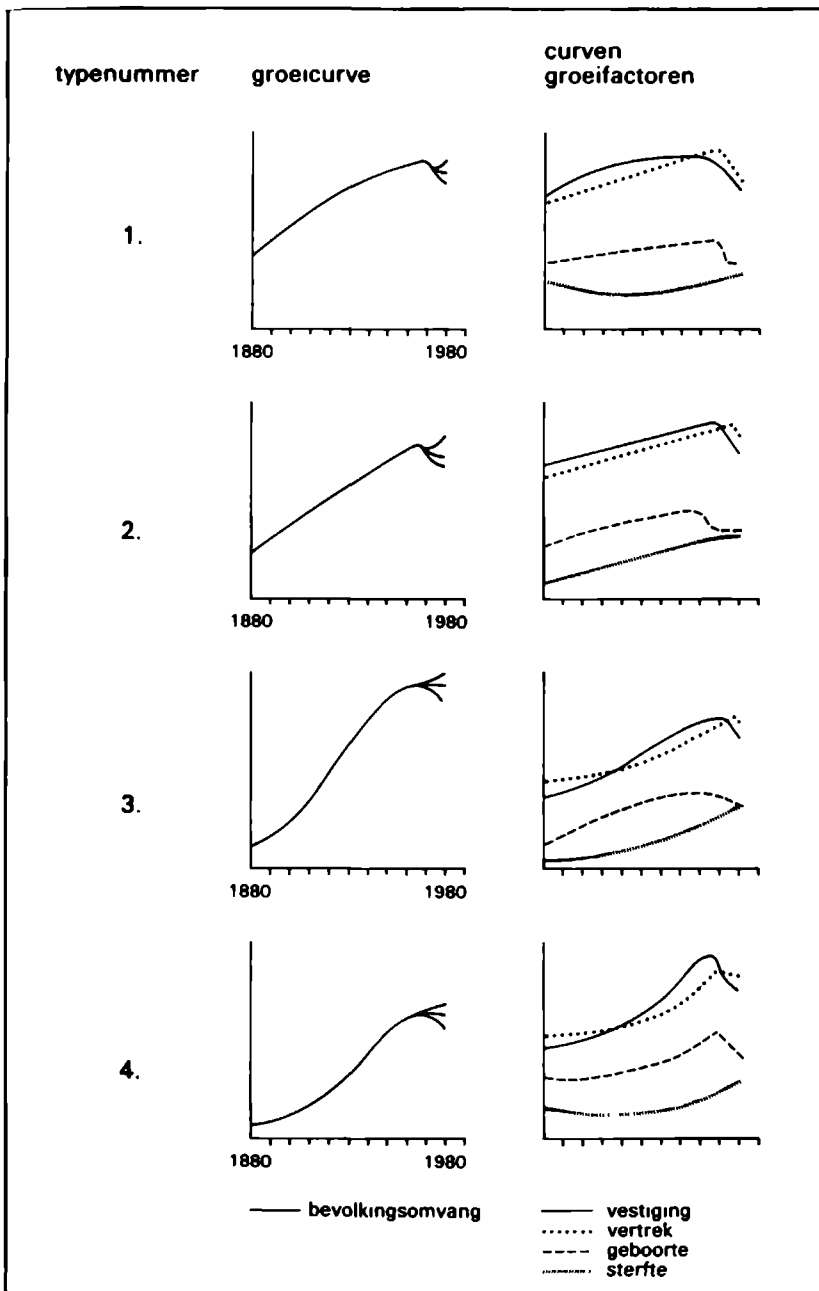 typenummer groeicurve curven
groeifactoren
1.
1880 1980
2.
1880 1980
3.
1880 1980
4.
1880 1980
bevolkingsomvang
vestiging
vertrek
geboorte
sterfte